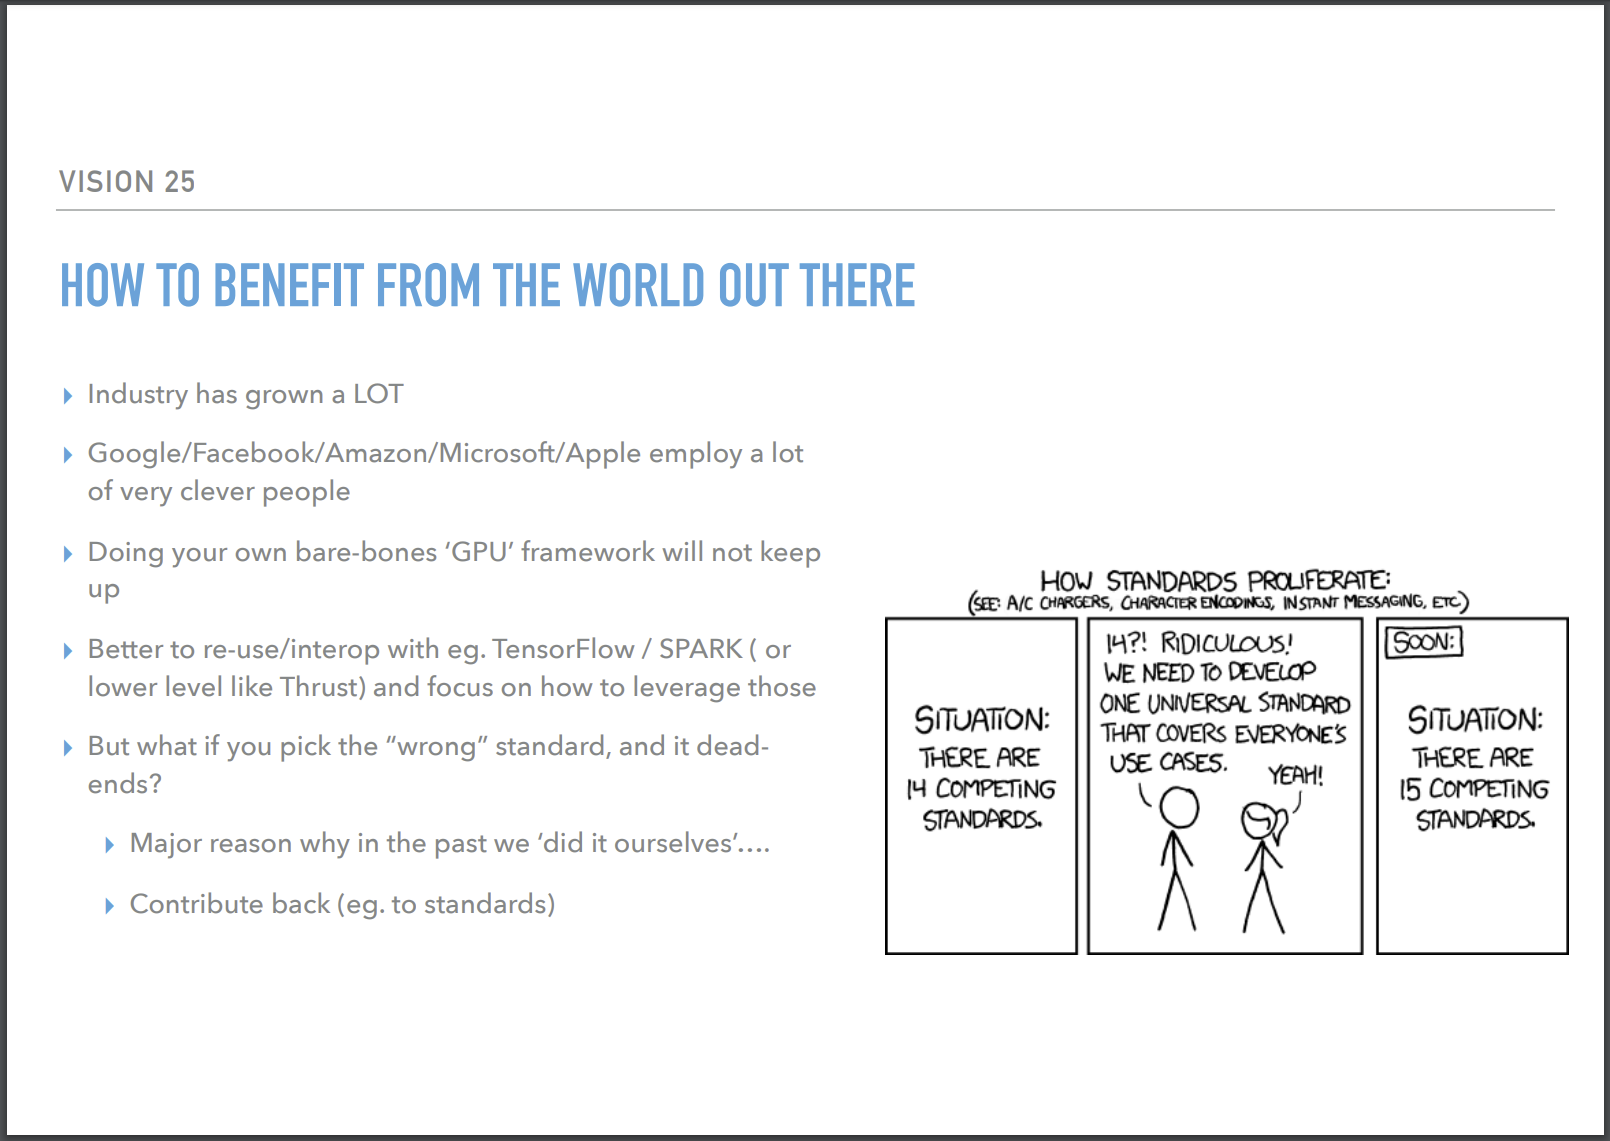 VISION 25
HOW TO BENEFIT FROM THE WORLD OUT THERE
Industry has grown a LOT
Google/Facebook/Amazon/Microsoft/Apple employ a lot
of very clever people
Doing your own bare-bones ‘GPU’ framework will not keep
up
Better to re-use/interop with eg. TensorFlow / SPARK ( or
lower level like Thrust) and focus on how to leverage those
But what if you pick the “wrong” standard, and it dead-
ends?
Major reason why in the past we ‘did it ourselves’….
Contribute back (eg. to standards)
HOW STANDARDS PROLIFERATE:
(SEE: A/C CHARGERS, CHARACTER ENCODINGS, INSTANT MESSAGING, ETC.)
SITUATION:
THERE ARE
14 COMPETING
STANDARDS.
14?! RIDICULOUS!
WE NEED TO DEVELOP
ONE UNIVERSAL STANDARD
THAT COVERS EVERYONE'S
USE CASES.
YEAH!
SOON:
SITUATION:
THERE ARE
15 COMPETING
STANDARDS.